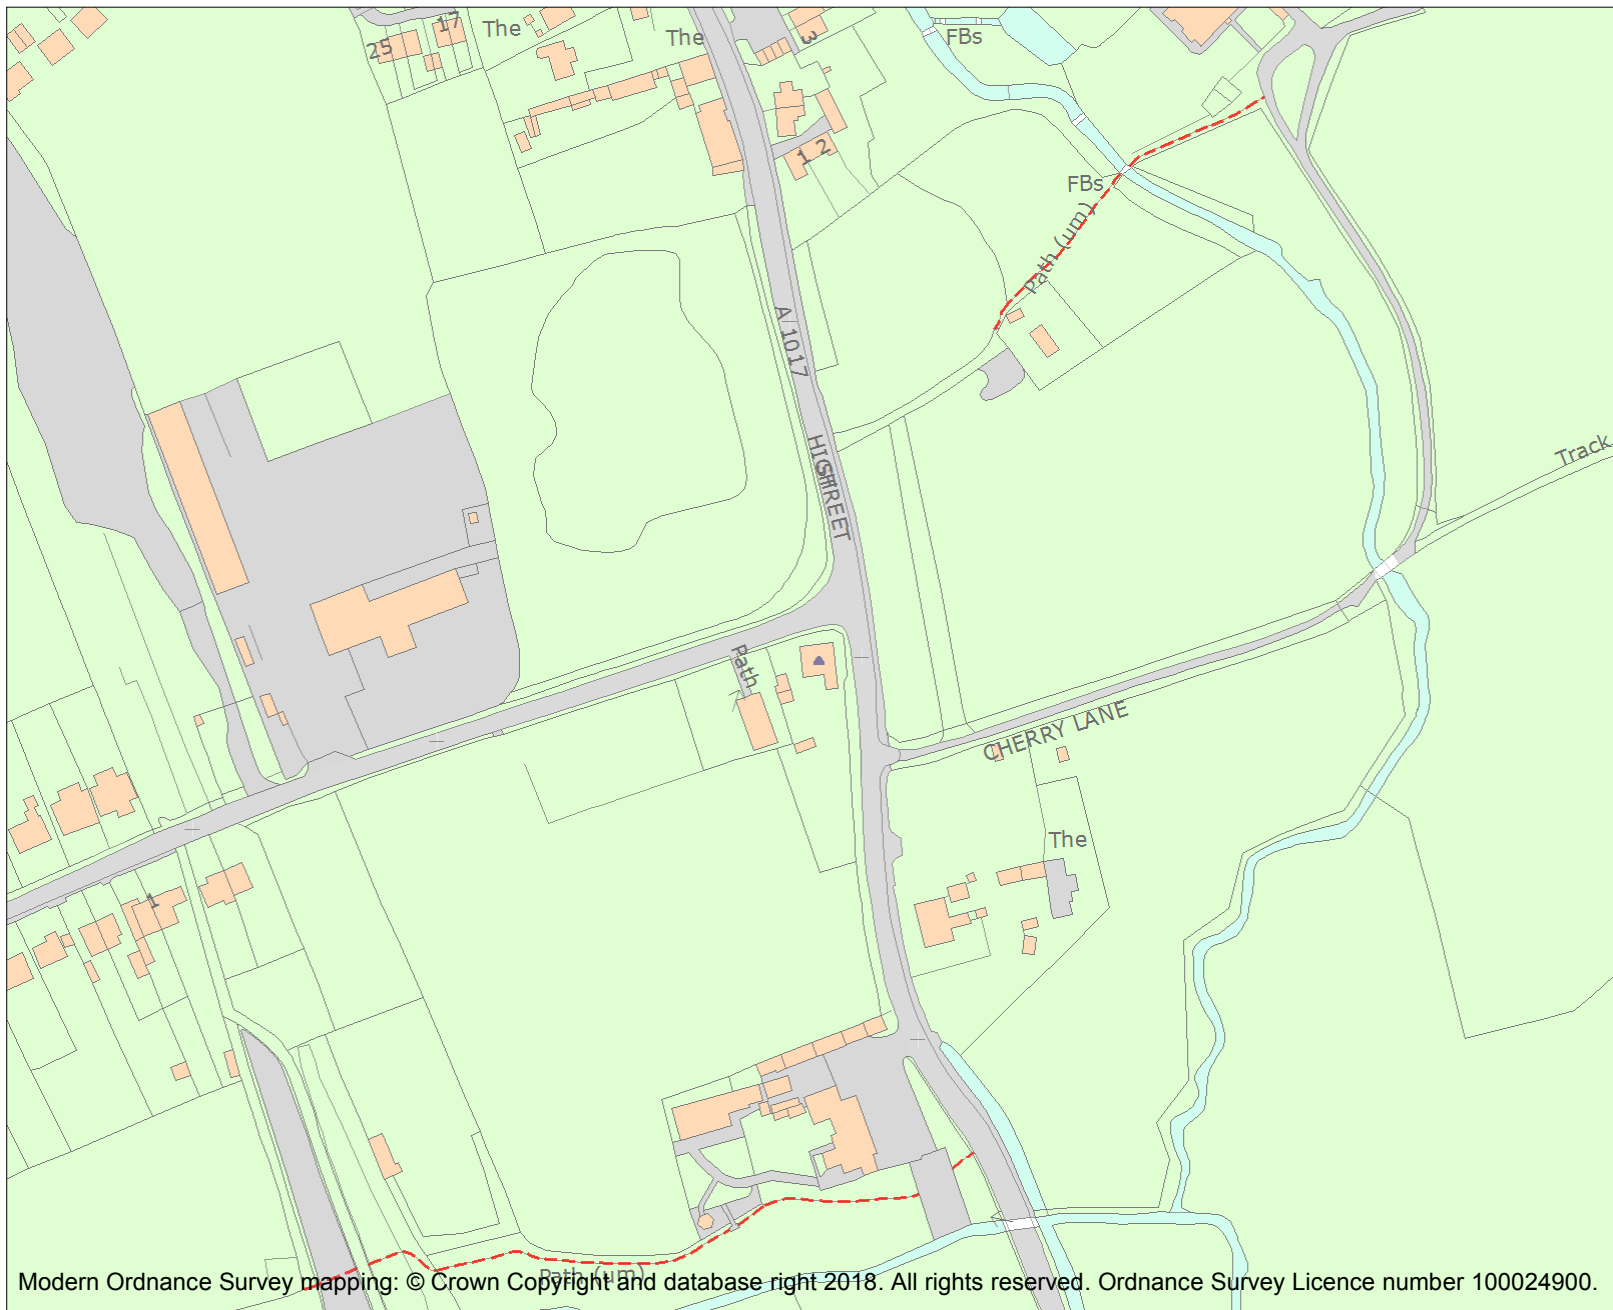 25
17
The
The
3
FBs
1 2
FBs
Path (um)
A 1017
HIGH
STREET
Track
Path
CHERRY LANE
The
1
Path (um)
Modern Ordnance Survey mapping: © Crown Copyright and database right 2018. All rights reserved. Ordnance Survey Licence number 100024900.